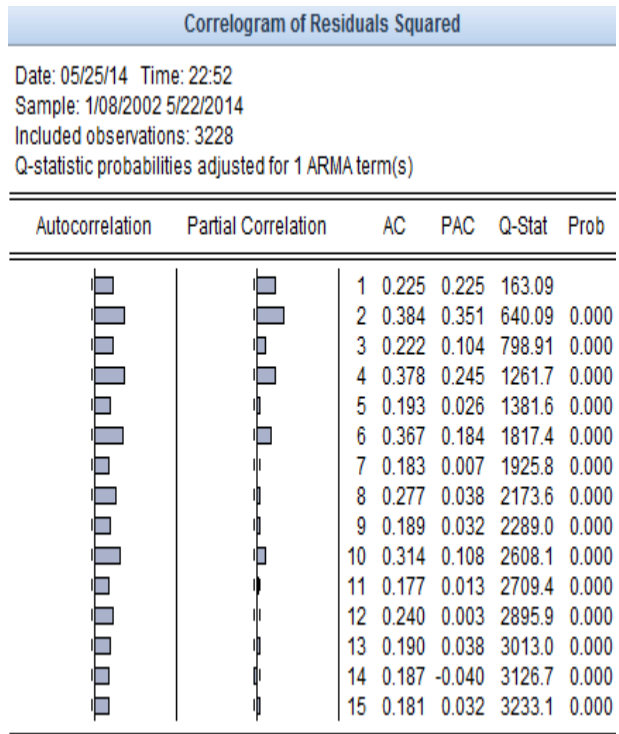 Correlogram of Residuals Squared
Date: 05/25/14 Time: 22:52
Sample: 1/08/2002 5/22/2014
Included observations: 3228
Q-statistic probabilities adjusted for 1 ARMA term(s)
Autocorrelation Partial Correlation AC PAC Q-Stat Prob
1 0.225 0.225 163.09
2 0.384 0.351 640.09 0.000
3 0.222 0.104 798.91 0.000
4 0.378 0.245 1261.7 0.000
5 0.193 0.026 1381.6 0.000
6 0.367 0.184 1817.4 0.000
7 0.183 0.007 1925.8 0.000
8 0.277 0.038 2173.6 0.000
9 0.189 0.032 2289.0 0.000
10 0.314 0.108 2608.1 0.000
11 0.177 0.013 2709.4 0.000
12 0.240 0.003 2895.9 0.000
13 0.190 0.038 3013.0 0.000
14 0.187 -0.040 3126.7 0.000
15 0.181 0.032 3233.1 0.000